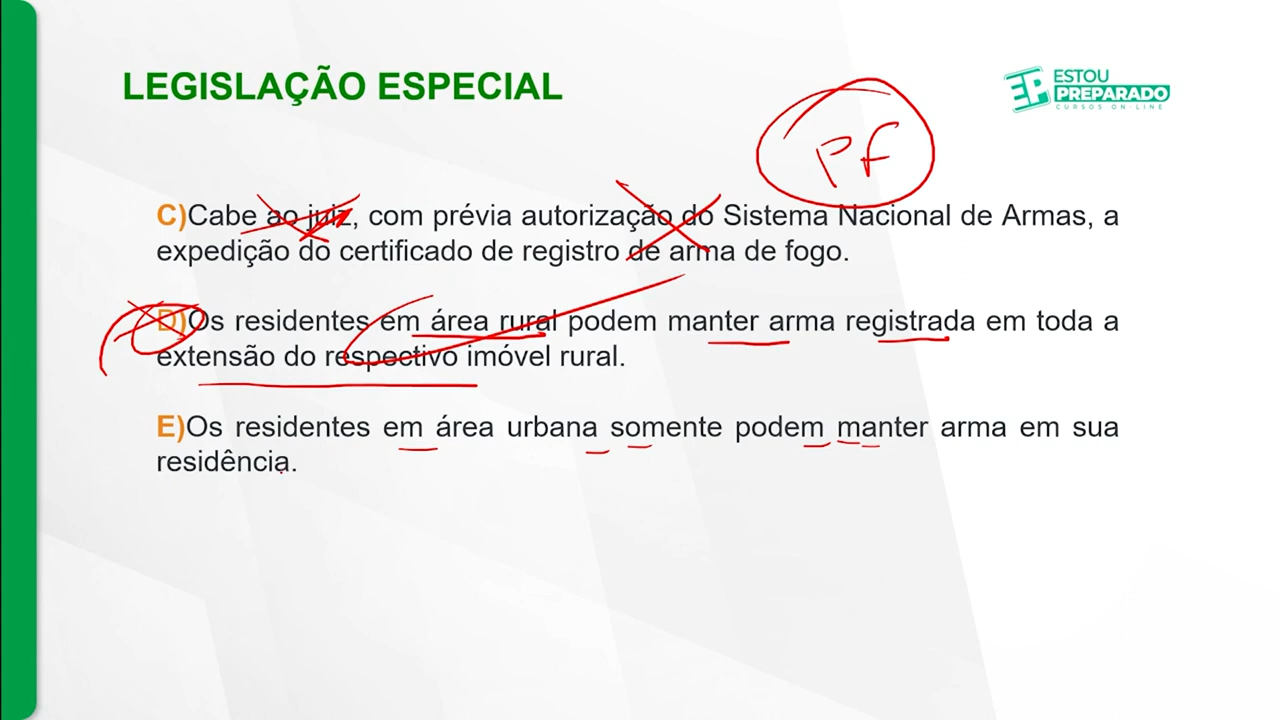 LEGISLAÇÃO ESPECIAL
ESTOU
PREPARADO
CURSOS ON-LINE
PF
C)Cabe ao juiz, com prévia autorização do Sistema Nacional de Armas, a
expedição do certificado de registro de arma de fogo.
D)Os residentes em área rural podem manter arma registrada em toda a
extensão do respectivo imóvel rural.
E)Os residentes em área urbana somente podem manter arma em sua
residência.